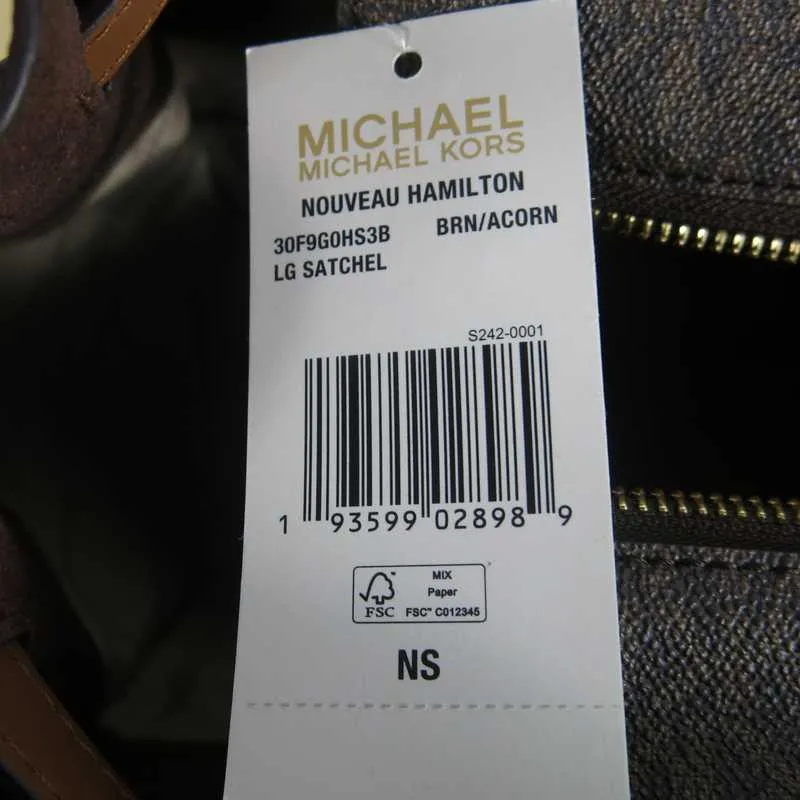 MICHAEL
MICHAEL KORS
NOUVEAU HAMILTON
30F9G0HS3B BRN/ACORN
LG SATCHEL
S242-0001
1 93599 02898 9
FSC
MIX
Paper
FSC™ C012345
NS